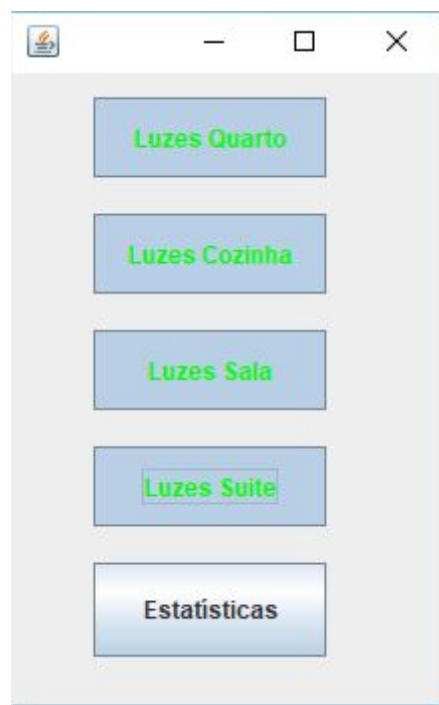 Luzes Quarto
Luzes Cozinha
Luzes Sala
Luzes Suite
Estatísticas